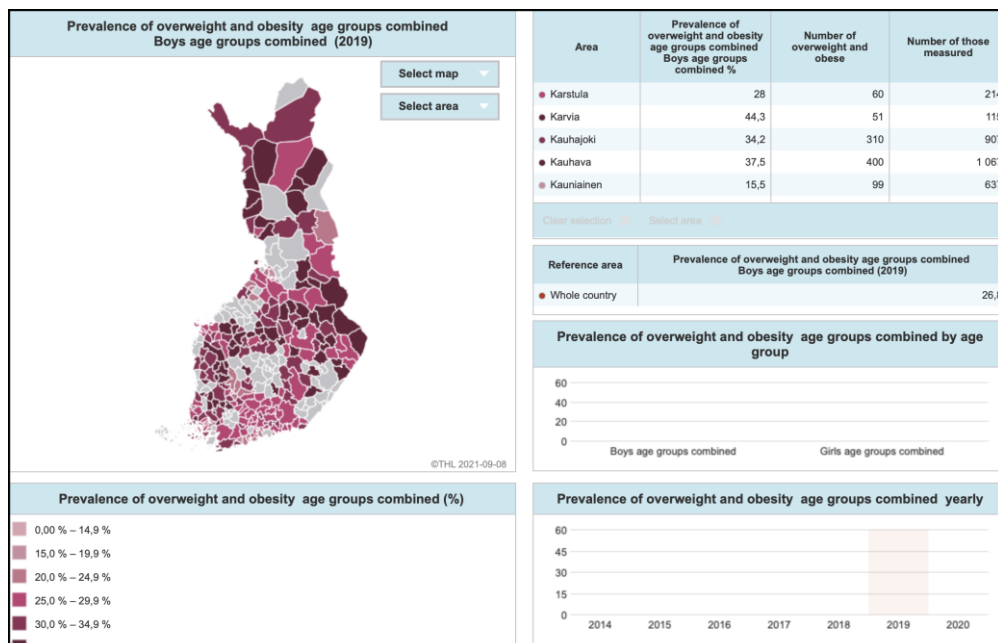 Prevalence of overweight and obesity age groups combined
Boys age groups combined (2019)
Select map
Select area
©THL 2021-09-08
Prevalence of overweight and obesity age groups combined (%)
0,00 % – 14,9 %
15,0 % – 19,9 %
20,0 % – 24,9 %
25,0 % – 29,9 %
30,0 % – 34,9 %
Area
Prevalence of
overweight and obesity
age groups combined
Boys age groups
combined %
Number of
overweight and
obese
Number of those
measured
Karstula 28 60 214
Karvia 44,3 51 115
Kauhajoki 34,2 310 907
Kauhava 37,5 400 1 067
Kauniainen 15,5 99 637
Clear selection Select area
Reference area
Prevalence of overweight and obesity age groups combined
Boys age groups combined (2019)
Whole country 26,8
Prevalence of overweight and obesity age groups combined by age
group
60
40
20
0
Boys age groups combined Girls age groups combined
Prevalence of overweight and obesity age groups combined yearly
60
45
30
15
0
2014 2015 2016 2017 2018 2019 2020